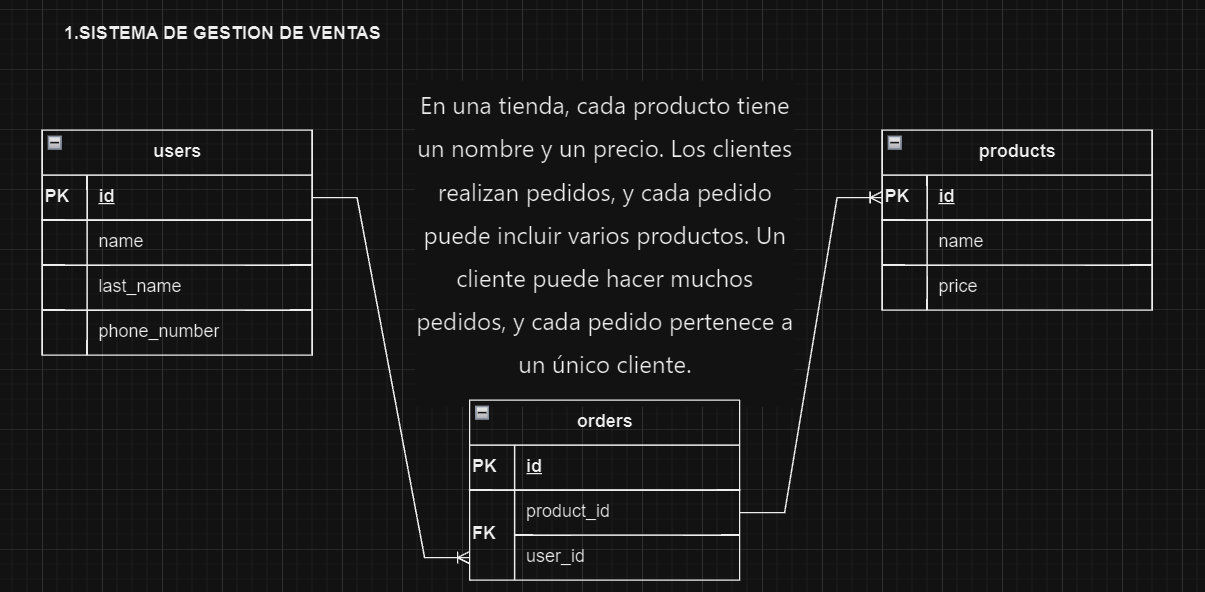 1.SISTEMA DE GESTION DE VENTAS
En una tienda, cada producto tiene
un nombre y un precio. Los clientes
realizan pedidos, y cada pedido
puede incluir varios productos. Un
cliente puede hacer muchos
pedidos, y cada pedido pertenece a
un único cliente.
users
PK id
name
last_name
phone_number
products
PK id
name
price
orders
PK id
FK
product_id
user_id